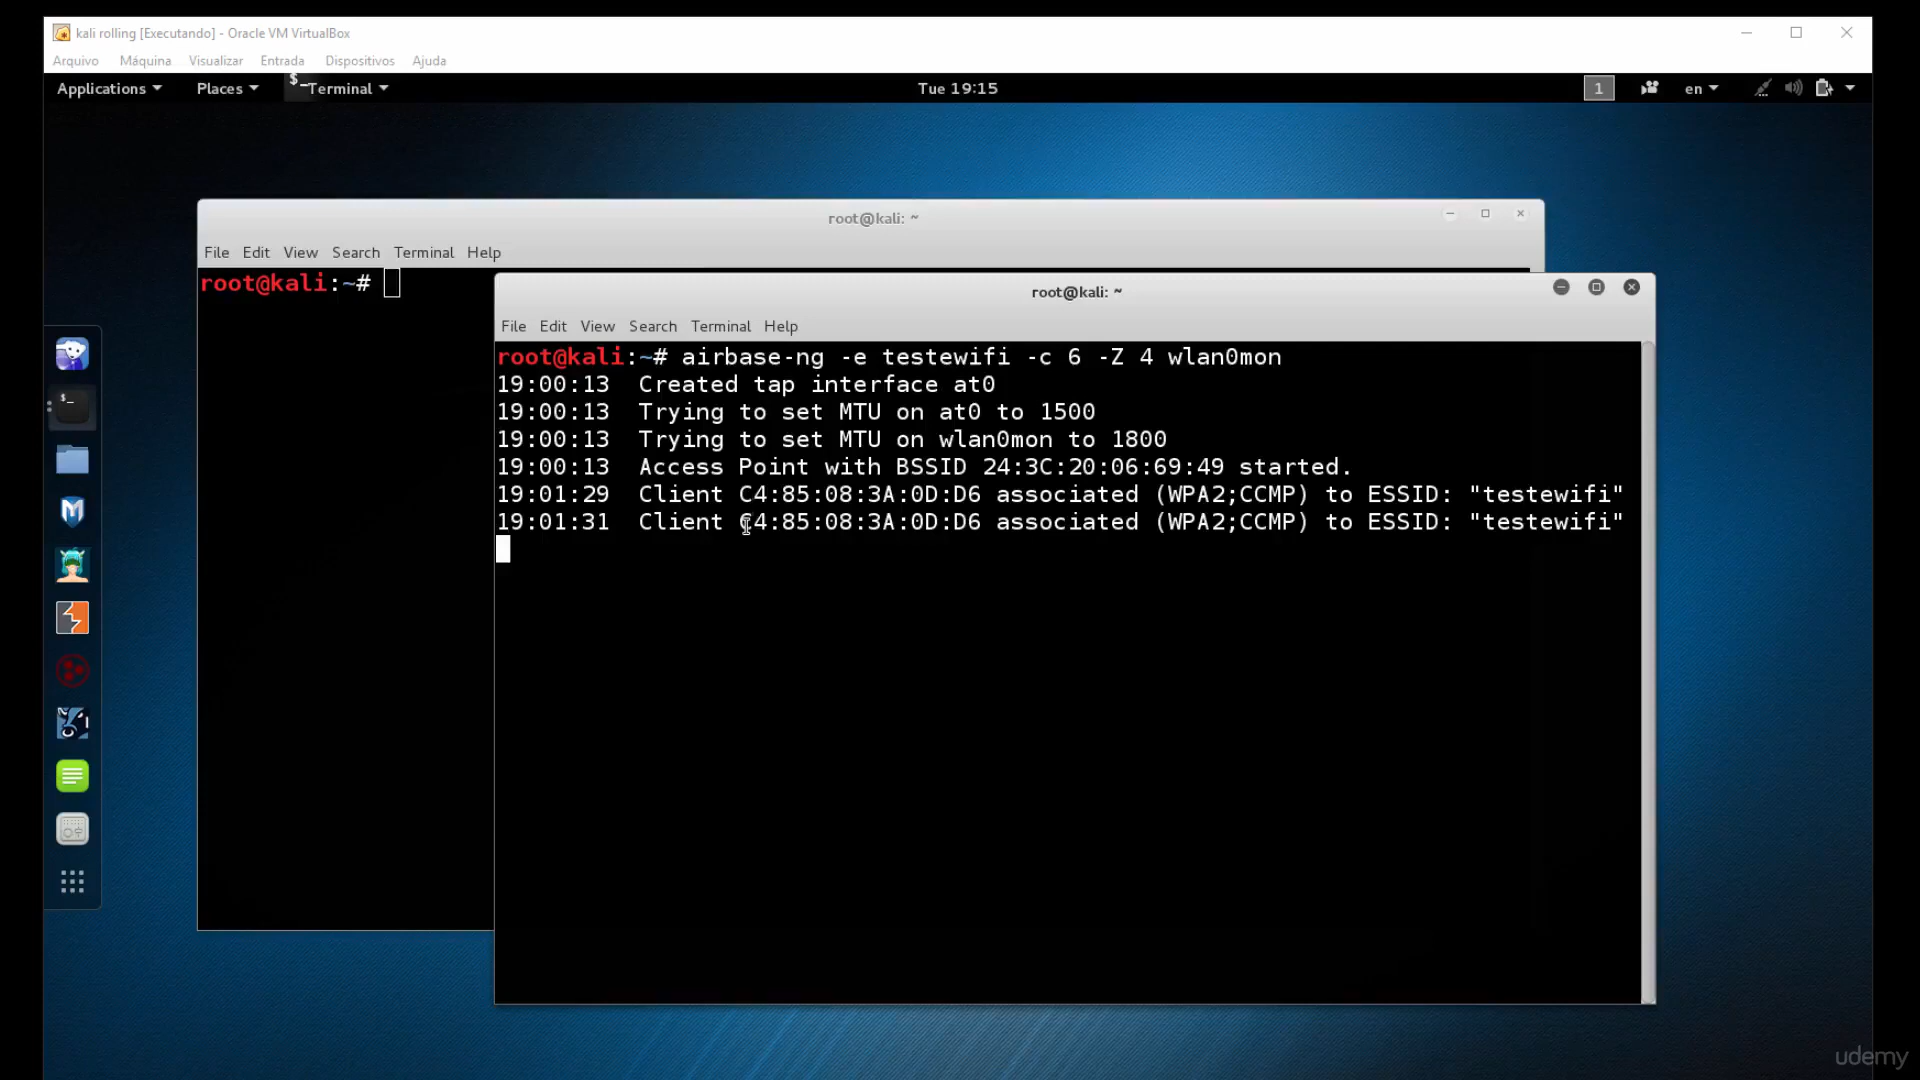 kali rolling [Executando] - Oracle VM VirtualBox
Arquivo Máquina Visualizar Entrada Dispositivos Ajuda
Applications Places $_ Terminal Tue 19:15 1 en
root@kali: ~
File Edit View Search Terminal Help
root@kali:~#
root@kali: ~
File Edit View Search Terminal Help
root@kali:~# airbase-ng -e testewifi -c 6 -Z 4 wlan0mon
19:00:13 Created tap interface at0
19:00:13 Trying to set MTU on at0 to 1500
19:00:13 Trying to set MTU on wlan0mon to 1800
19:00:13 Access Point with BSSID 24:3C:20:06:69:49 started.
19:01:29 Client C4:85:08:3A:0D:D6 associated (WPA2;CCMP) to ESSID: "testewifi"
19:01:31 Client C4:85:08:3A:0D:D6 associated (WPA2;CCMP) to ESSID: "testewifi"
$_
udemy